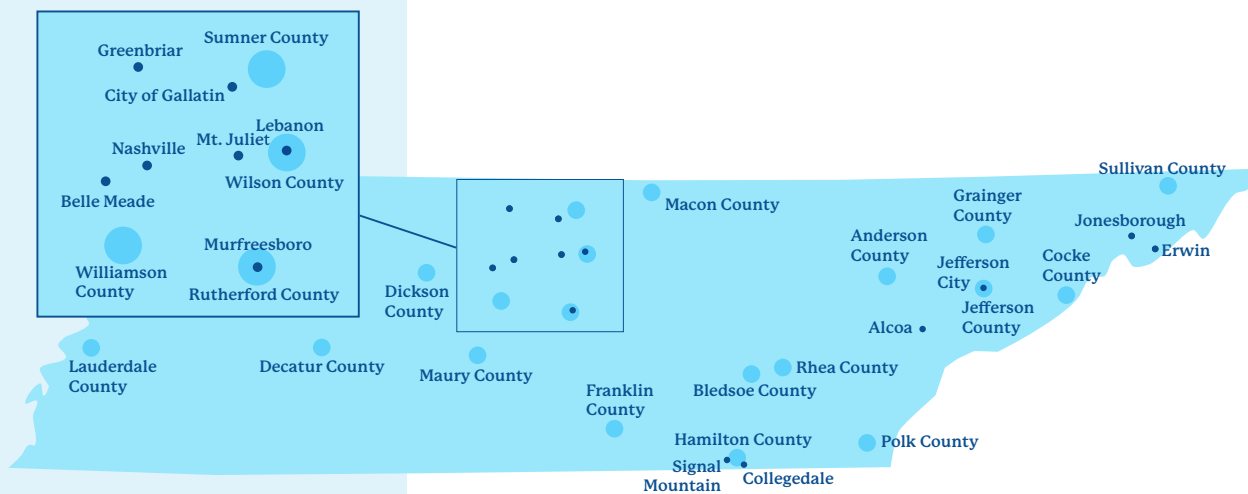 Sumner County
Greenbriar
City of Gallatin
Lebanon
Mt. Juliet
Nashville
Wilson County
Belle Meade
Murfreesboro
Williamson
County
Rutherford County
Sullivan County
Macon County
Grainger
County
Jonesborough
Anderson
County
Erwin
Cocke
County
Jefferson
City
Dickson
County
Jefferson
County
Alcoa
Lauderdale
County
Decatur County
Maury County
Rhea County
Bledsoe County
Franklin
County
Hamilton County
Polk County
Signal
Mountain
Collegedale